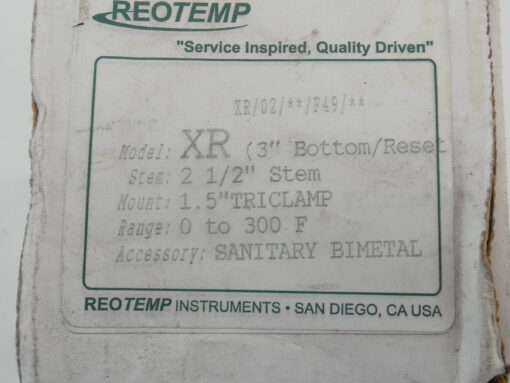 REOTEMP
"Service Inspired, Quality Driven"
XR/02/**/F49/**
Model: XR (3" Bottom/Reset
Stem: 2 1/2" Stem
Mount: 1.5"TRICLAMP
Range: 0 to 300 F
Accessory: SANITARY BIMETAL
REOTEMP INSTRUMENTS • SAN DIEGO, CA USA